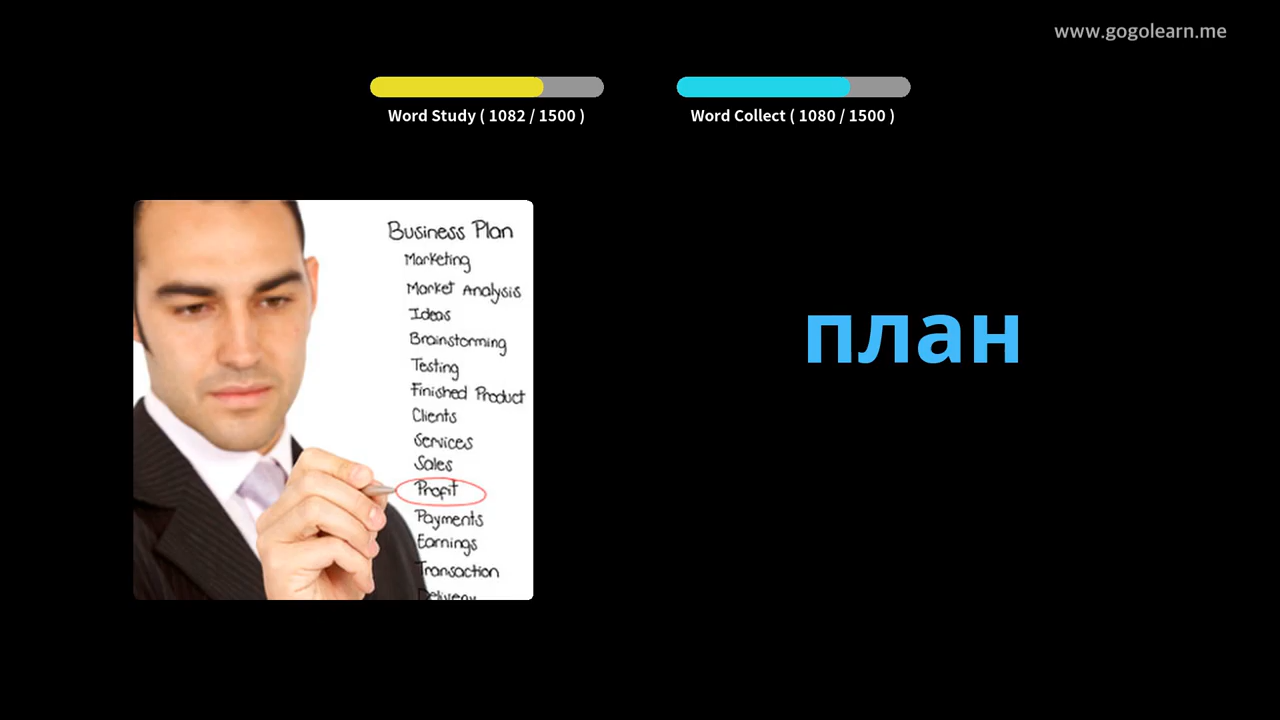 www.gogolearn.me
Word Study ( 1082 / 1500 )
Word Collect ( 1080 / 1500 )
Business Plan
Marketing
Market Analysis
Ideas
Brainstorming
Testing
Finished Product
Clients
Services
Sales
Profit
Payments
Earnings
Transaction
Delivery
план